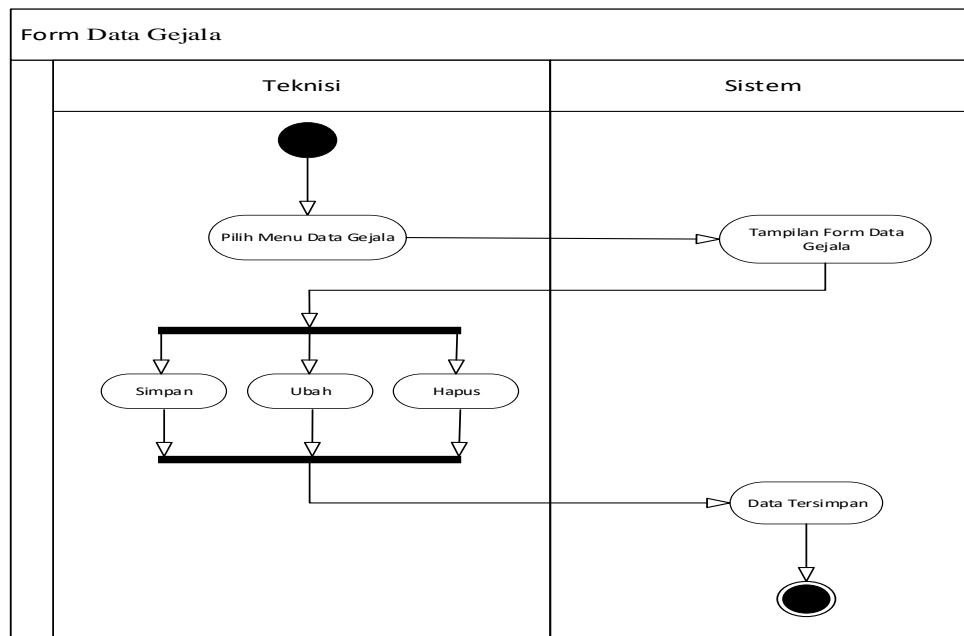 Form Data Gejala
Teknisi
Sistem
Pilih Menu Data Gejala
Tampilan Form Data
Gejala
Simpan
Ubah
Hapus
Data Tersimpan